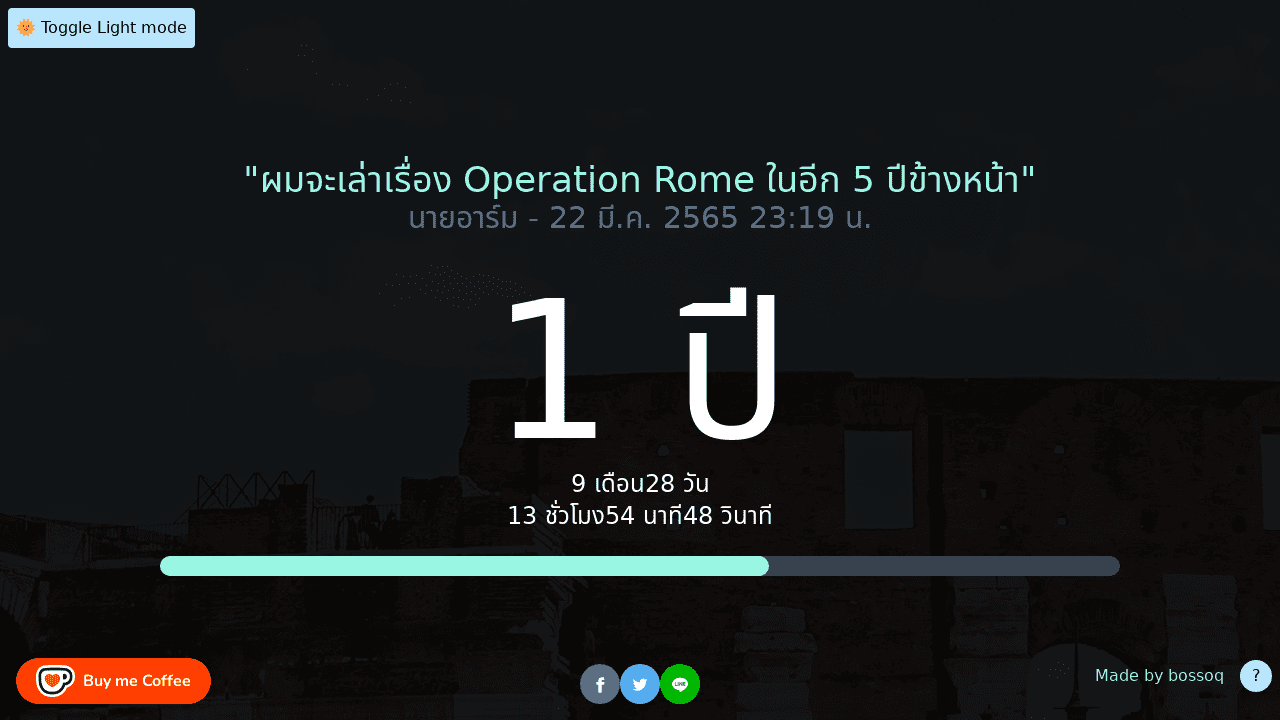 🌞 Toggle Light mode
"ผมจะเล่าเรื่อง Operation Rome ในอีก 5 ปีข้างหน้า"
นายอาร์ม - 22 มี.ค. 2565 23:19 น.
1 ปี
9 เดือน28 วัน
13 ชั่วโมง54 นาที48 วินาที
Buy me Coffee
LINE
Made by bossoq
?